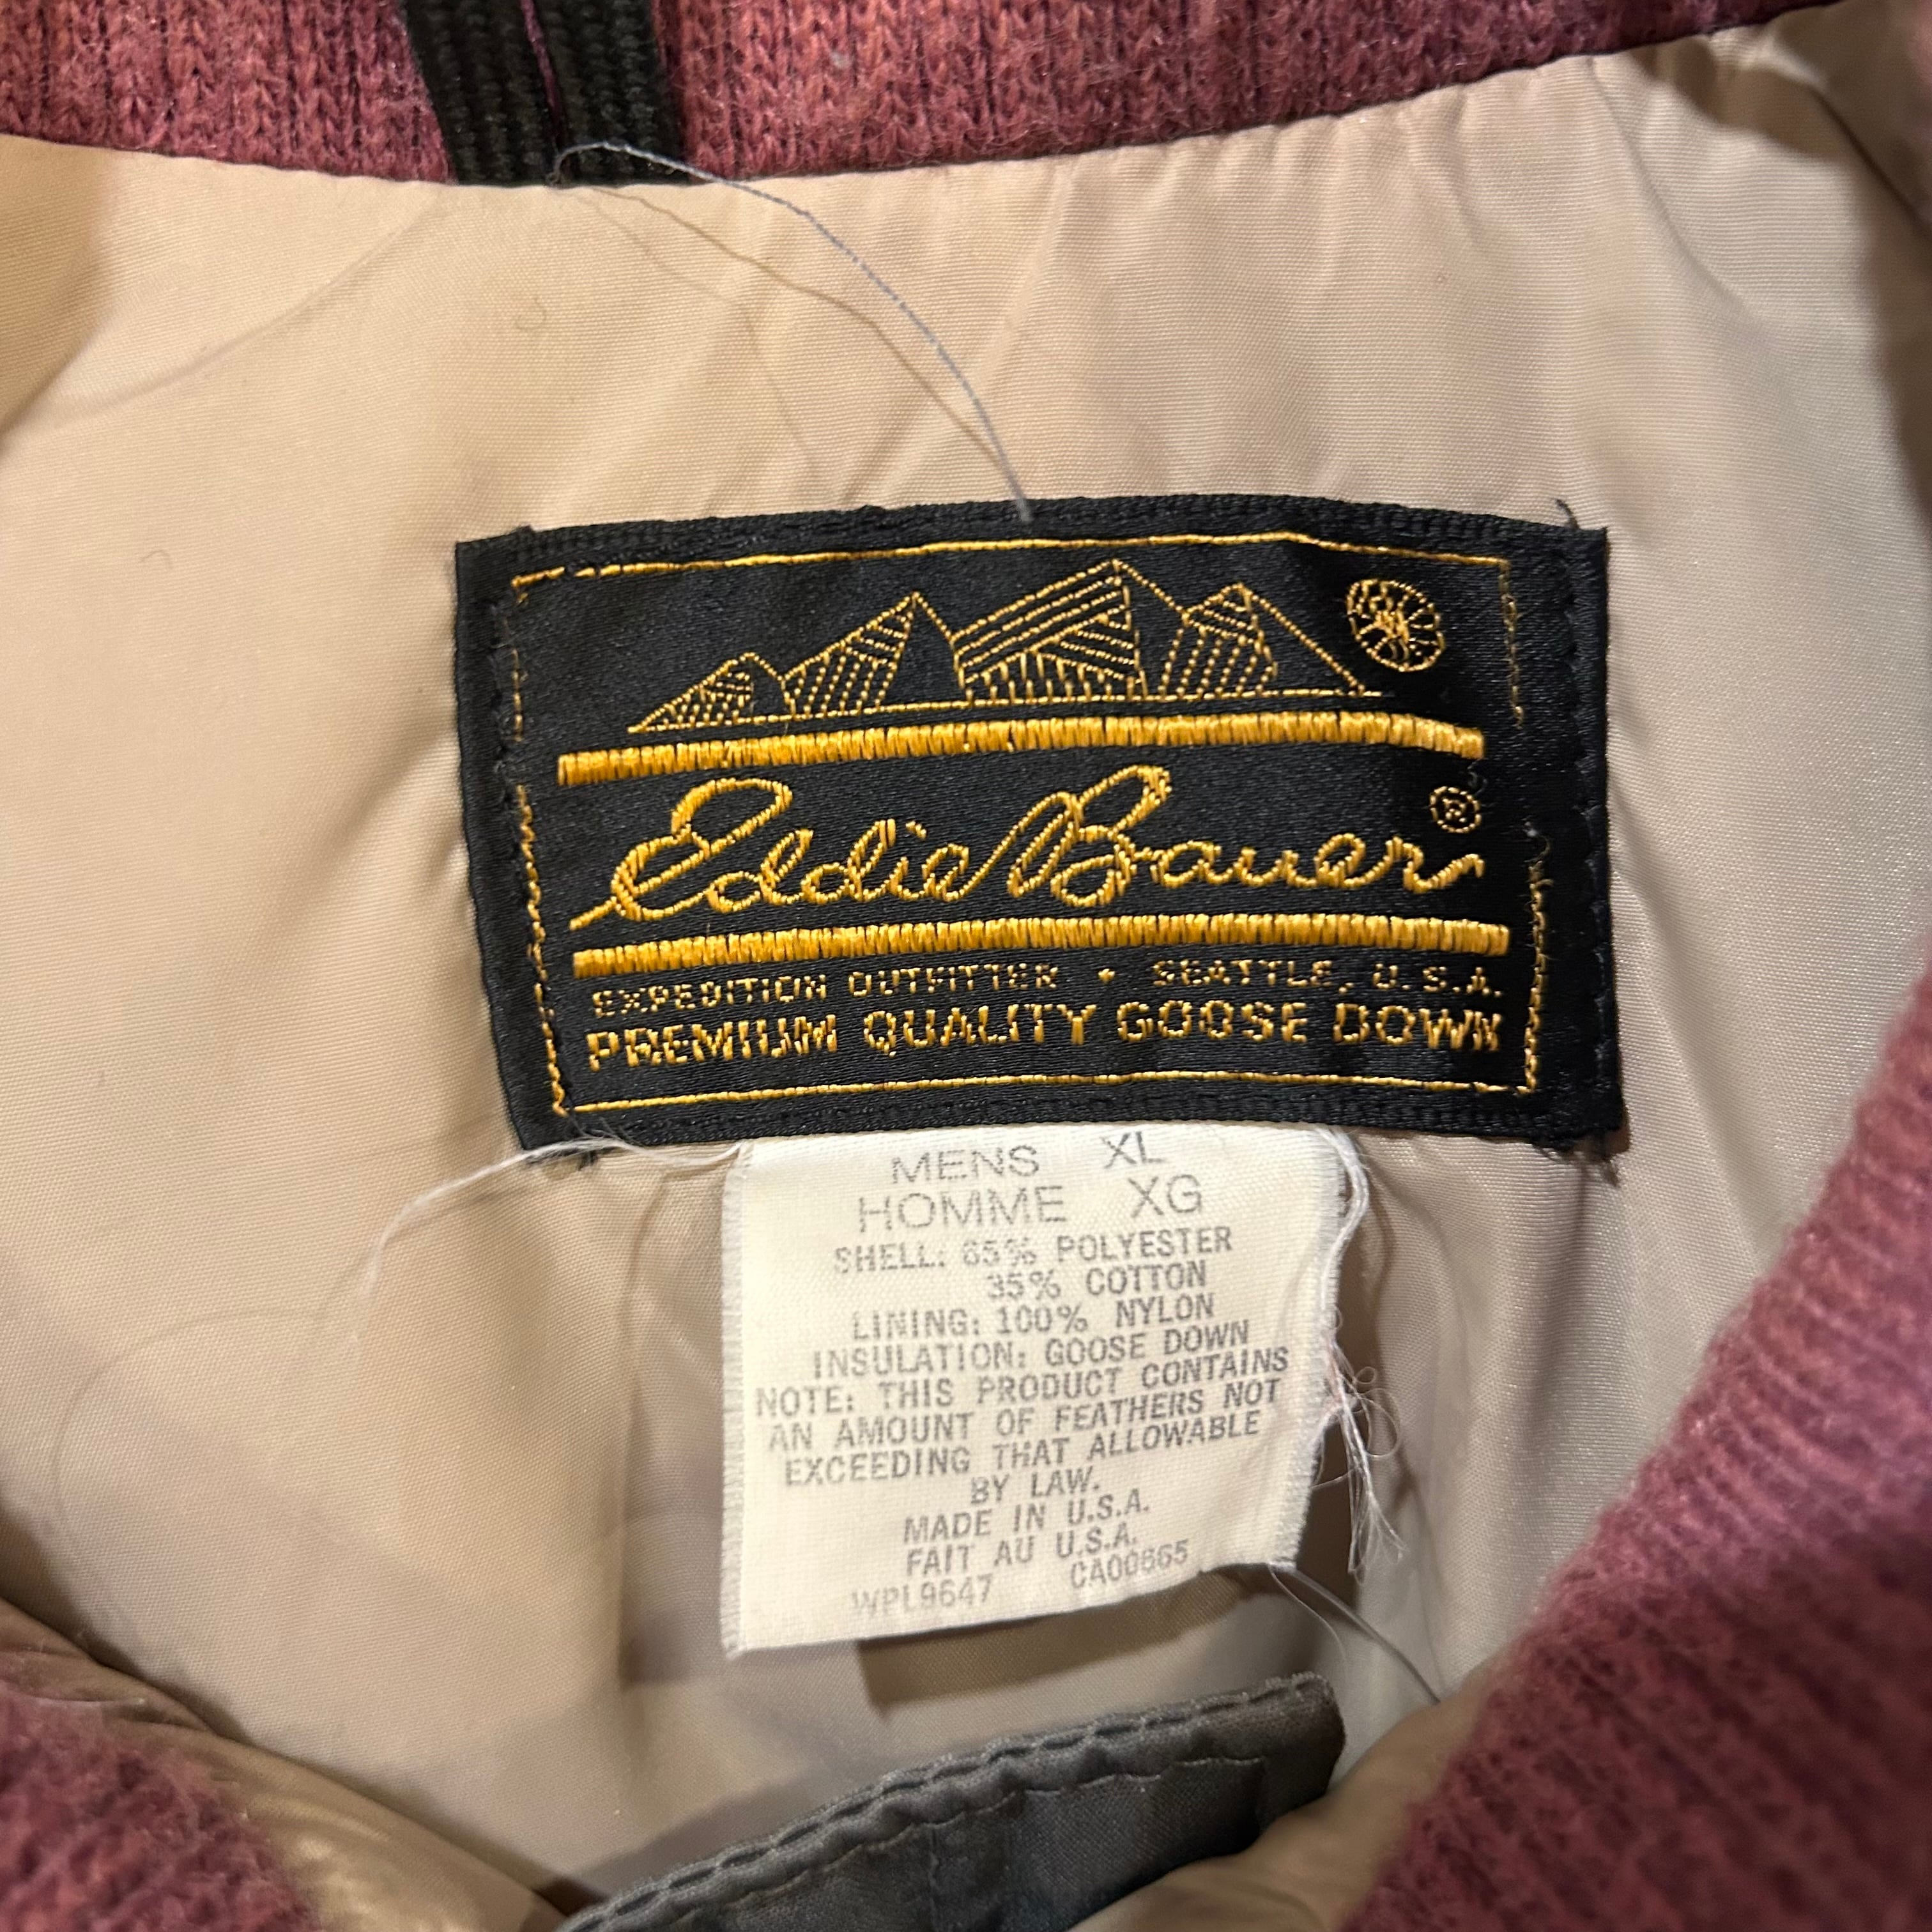 Eddie Bauer®
EXPEDITION OUTFITTER • SEATTLE, U.S.A.
PREMIUM QUALITY GOOSE DOWN
MENS XL
HOMME XG
SHELL: 65% POLYESTER
35% COTTON
LINING: 100% NYLON
INSULATION: GOOSE DOWN
NOTE: THIS PRODUCT CONTAINS
AN AMOUNT OF FEATHERS NOT
EXCEEDING THAT ALLOWABLE
BY LAW.
MADE IN U.S.A.
FAIT AU U.S.A.
WPL9647 CA00665